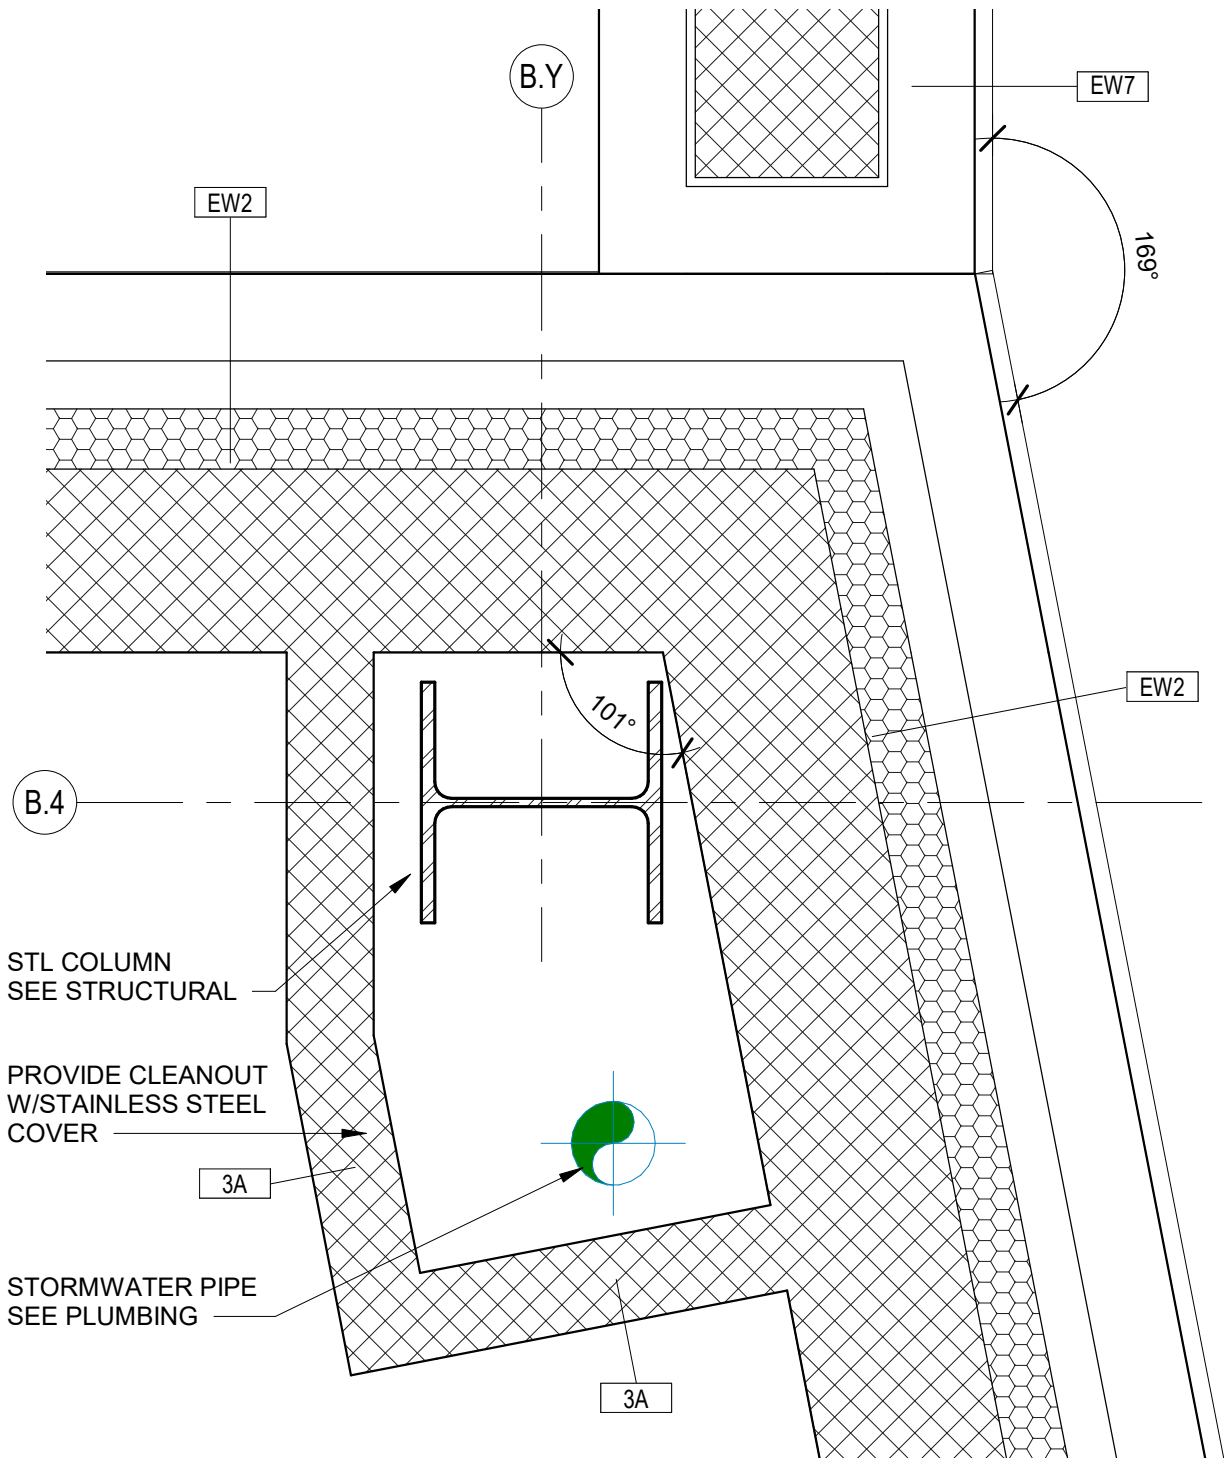 B.Y
EW7
EW2
169°
EW2
101°
B.4
STL COLUMN
SEE STRUCTURAL
PROVIDE CLEANOUT
W/STAINLESS STEEL
COVER
3A
STORMWATER PIPE
SEE PLUMBING
3A